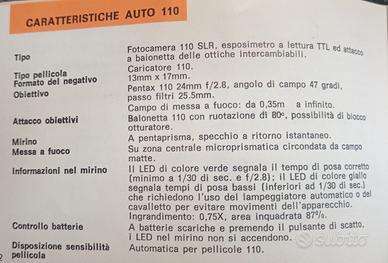 CARATTERISTICHE AUTO 110
Tipo Fotocamera 110 SLR, esposimetro a lettura TTL ed attacco
a baionetta delle ottiche intercambiabili.
Tipo pellicola Caricatore 110.
Formato del negativo 13mm x 17mm.
Obiettivo Pentax 110 24mm f/2.8, angolo di campo 47 gradi,
passo filtri 25.5mm.
Campo di messa a fuoco: da 0,35m a infinito.
Attacco obiettivi Baionetta 110 con ruotazione di 80°, possibilità di blocco
otturatore.
Mirino A pentaprisma, specchio a ritorno istantaneo.
Messa a fuoco Su zona centrale microprismatica circondata da campo
matte.
Informazioni nel mirino Il LED di colore verde segnala il tempo di posa corretto
(minimo a 1/30 di sec. e f/2.8); il LED di colore giallo
segnala tempi di posa bassi (inferiori ad 1/30 di sec.)
che richiedono l'uso del lampeggiatore automatico o del
cavalletto per evitare movimenti dell'apparecchio.
Ingrandimento: 0,75X, area inquadrata 87%.
Controllo batterie A batterie scariche e premendo il pulsante di scatto,
i LED nel mirino non si accendono.
Disposizione sensibilità Automatica per pellicole 110.
pellicola
2
subito.it